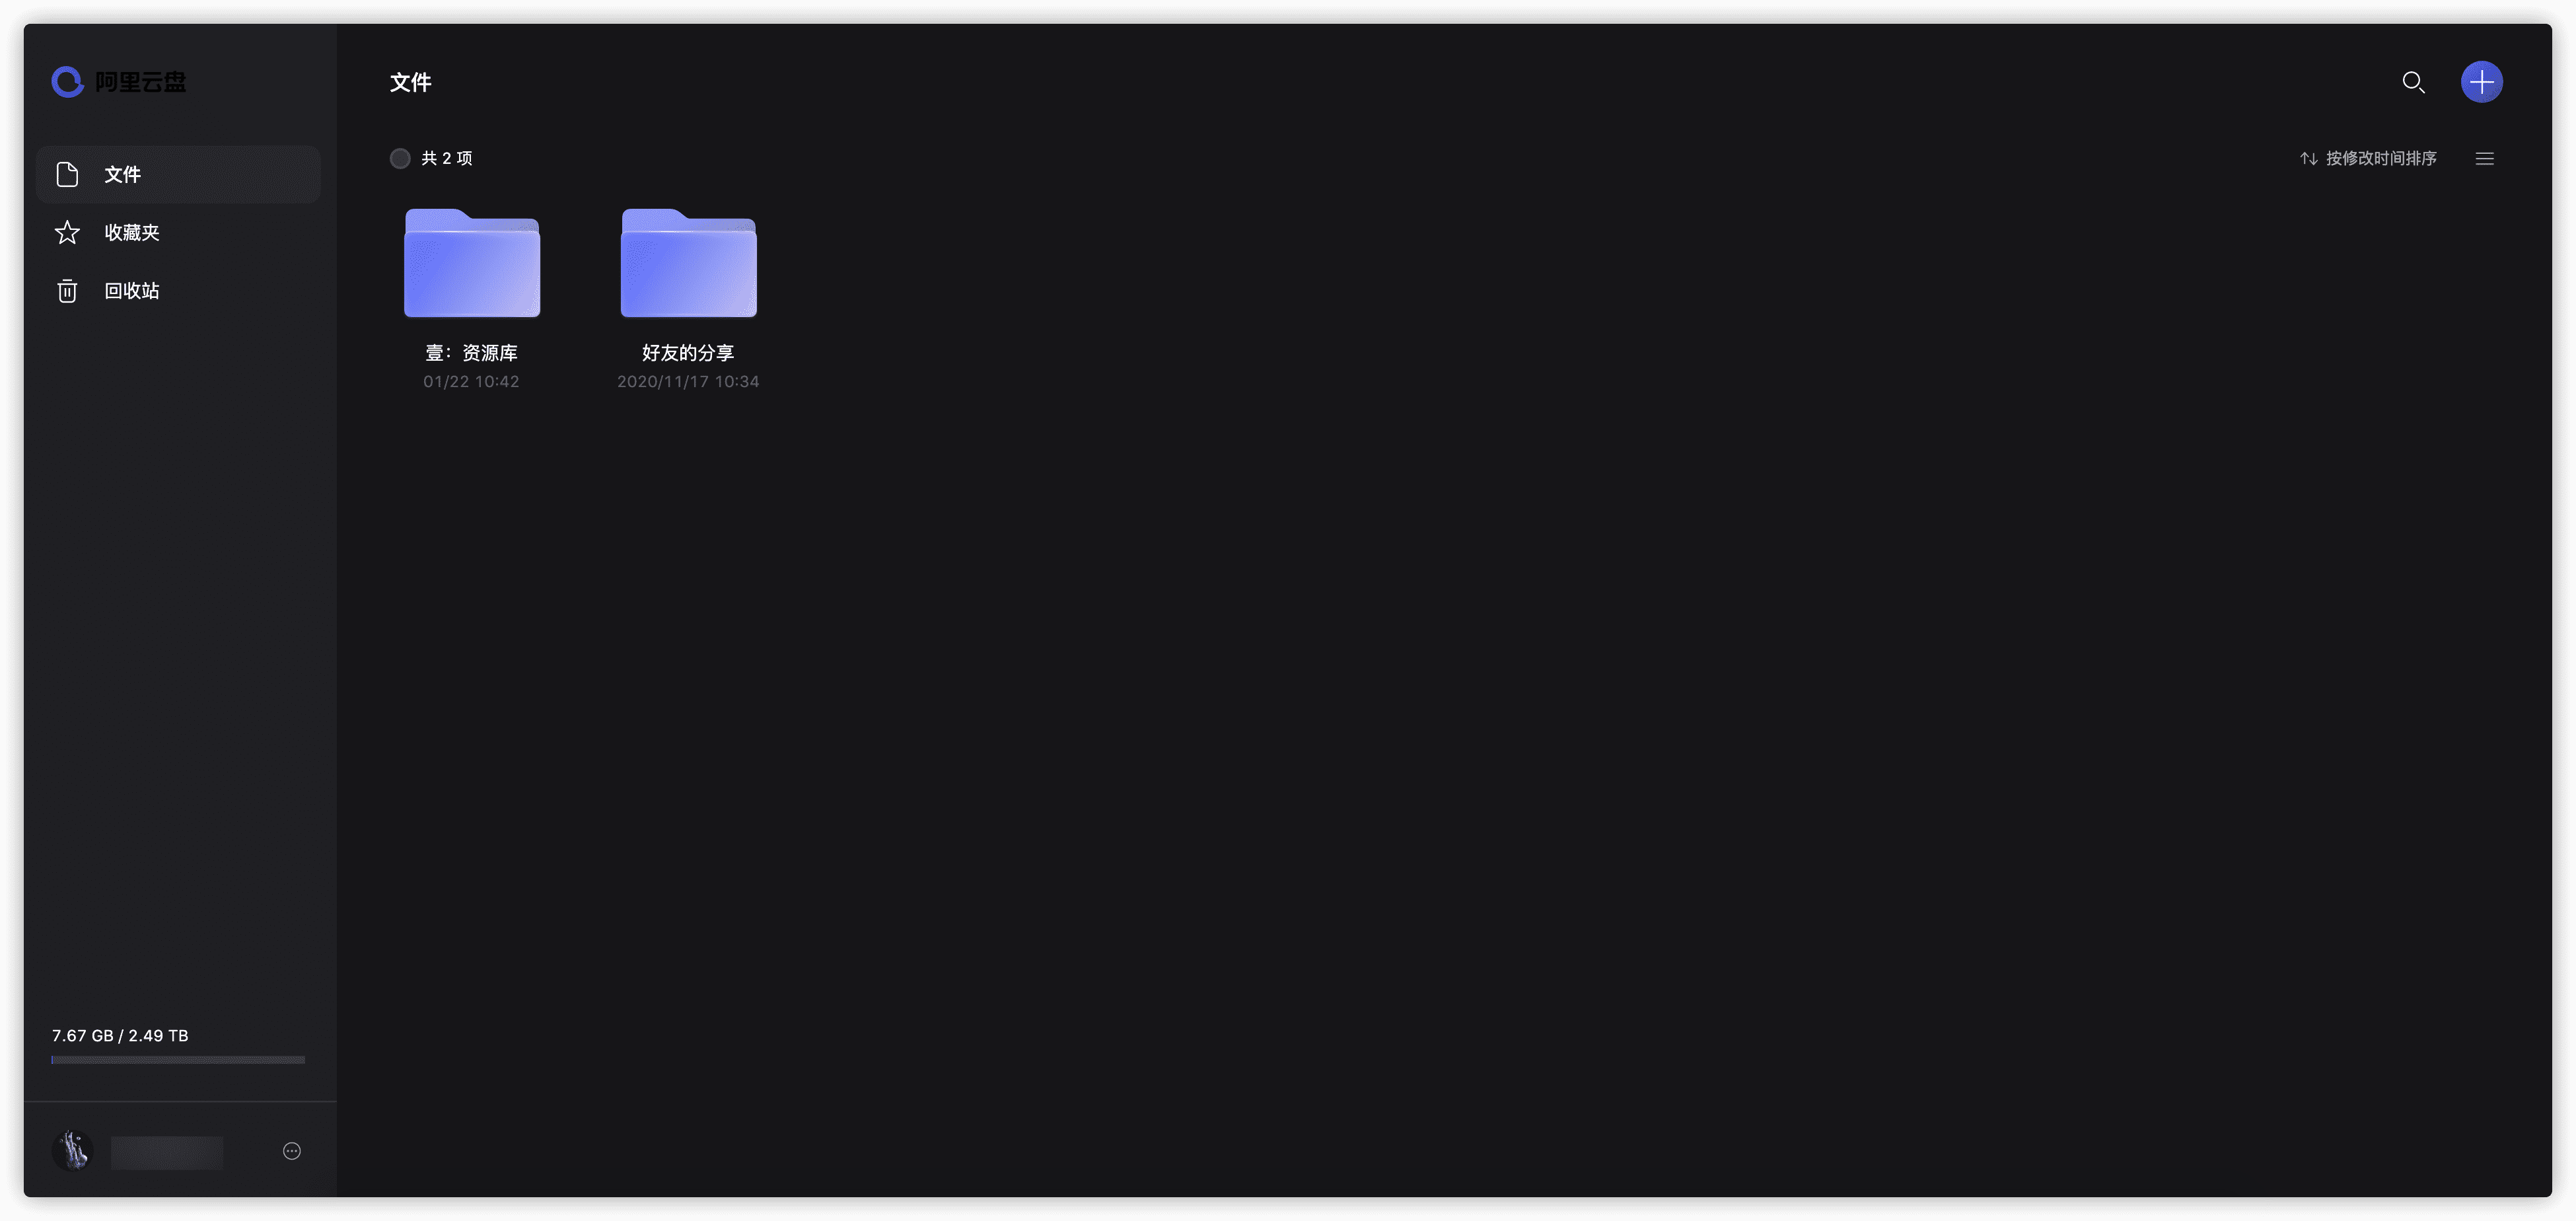 阿里云盘
文件
收藏夹
回收站
7.67 GB / 2.49 TB
文件
共 2 项
按修改时间排序
壹：资源库
01/22 10:42
好友的分享
2020/11/17 10:34